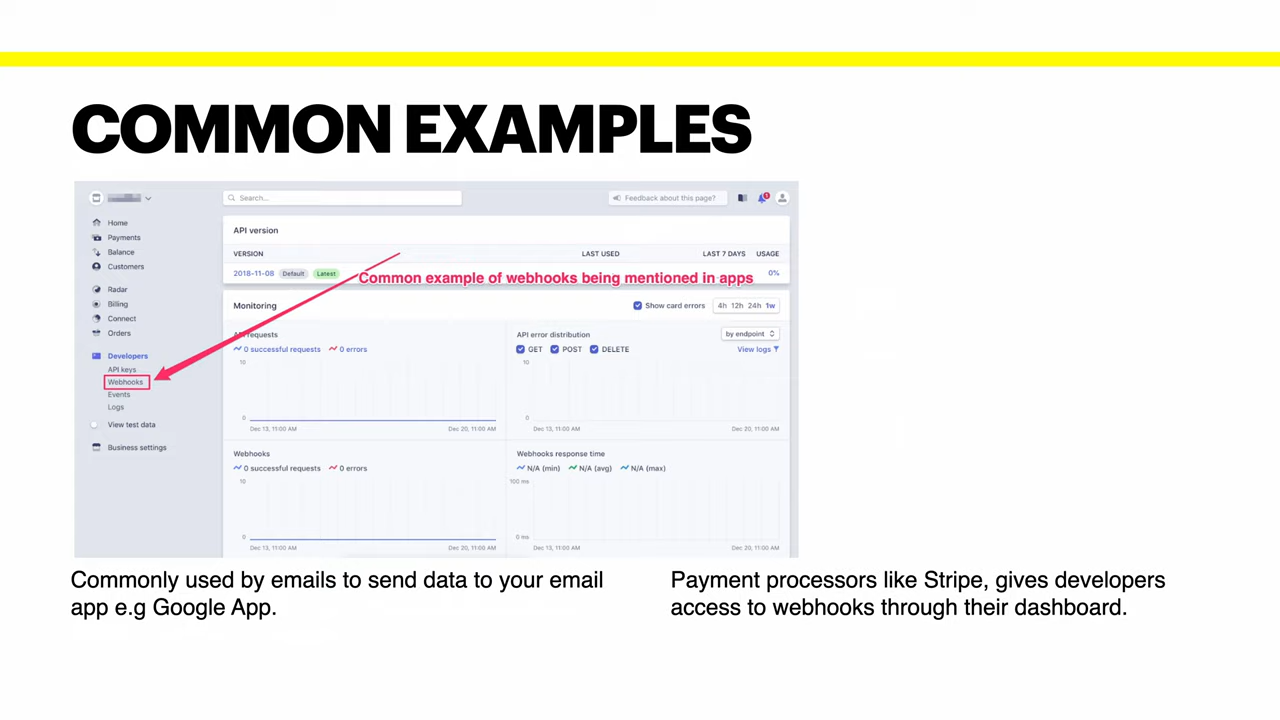 COMMON EXAMPLES
Search...
Feedback about this page?
1
Home
Payments
Balance
Customers
Radar
Billing
Connect
Orders
Developers
API keys
Webhooks
Events
Logs
View test data
Business settings
API version
VERSION LAST USED LAST 7 DAYS USAGE
2018-11-08 Default Latest 0%
Common example of webhooks being mentioned in apps
Monitoring Show card errors 4h 12h 24h 1w
API requests
0 successful requests 0 errors
10
0
Dec 13, 11:00 AM Dec 20, 11:00 AM
API error distribution by endpoint
GET POST DELETE View logs
10
0
Dec 13, 11:00 AM Dec 20, 11:00 AM
Webhooks
0 successful requests 0 errors
10
0
Dec 13, 11:00 AM Dec 20, 11:00 AM
Webhooks response time
N/A (min) N/A (avg) N/A (max)
100 ms
0 ms
Dec 13, 11:00 AM Dec 20, 11:00 AM
Commonly used by emails to send data to your email
app e.g Google App.
Payment processors like Stripe, gives developers
access to webhooks through their dashboard.